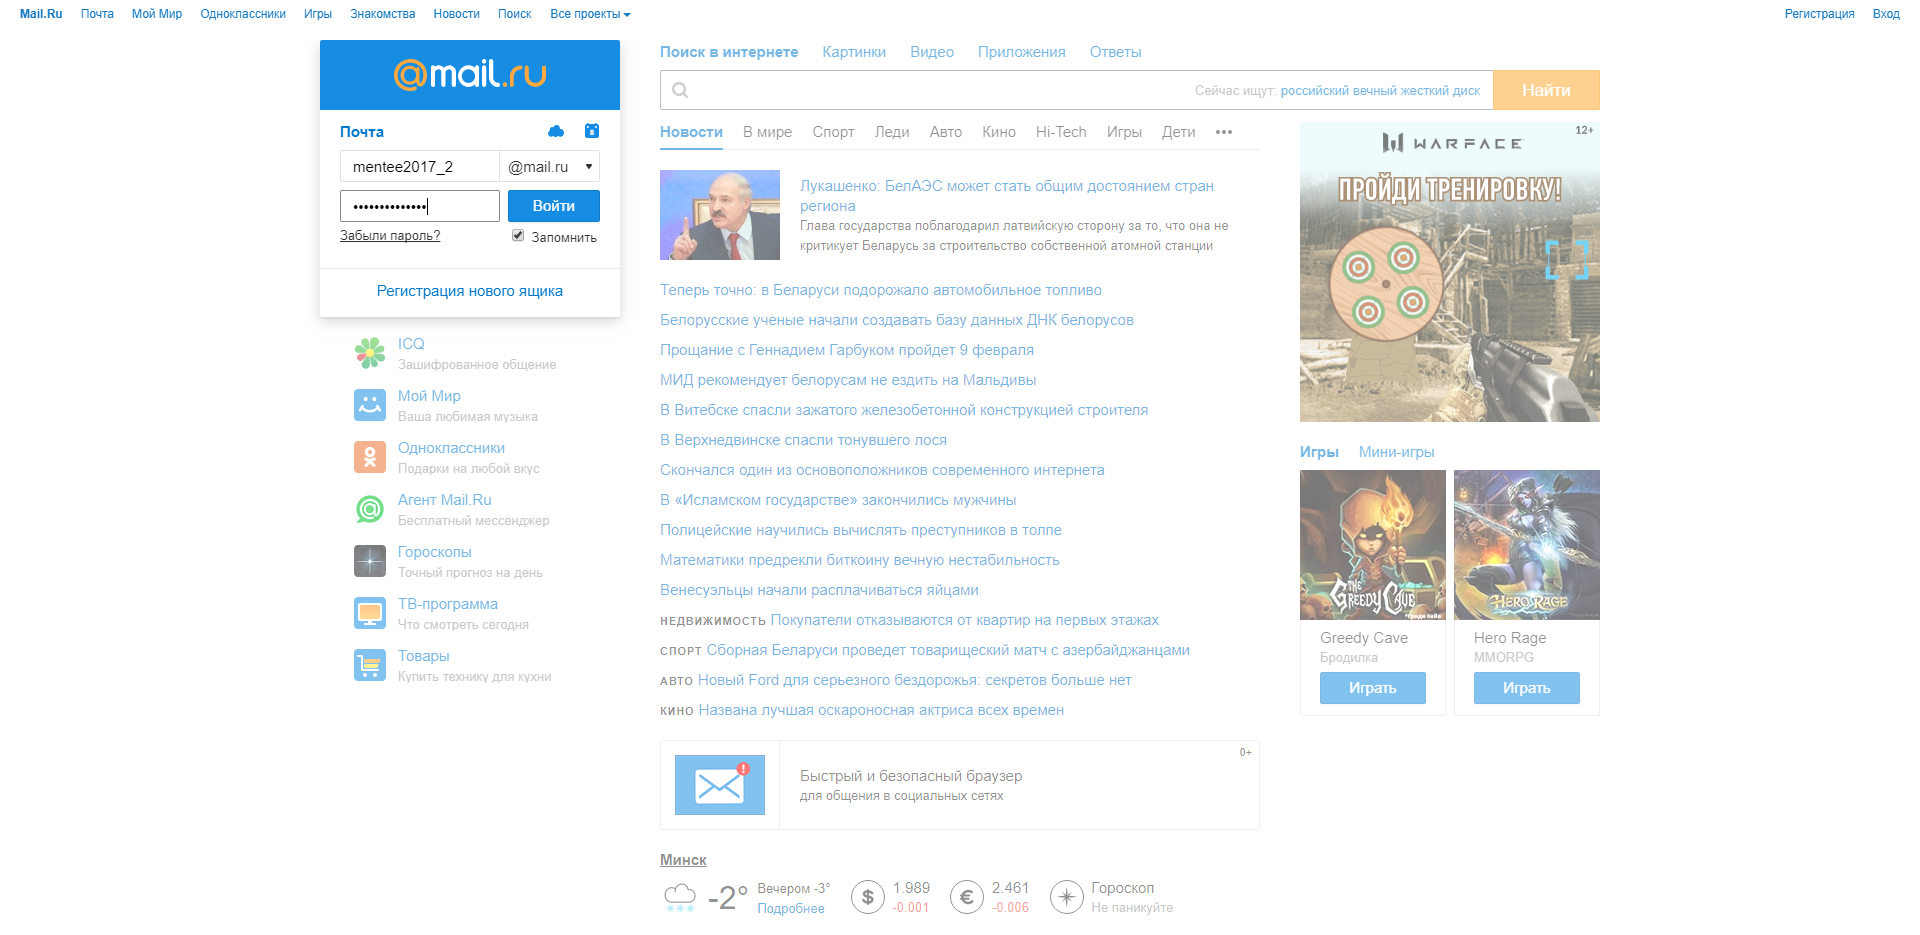 Mail.Ru Почта Мой Мир Одноклассники Игры Знакомства Новости Поиск Все проекты Регистрация Вход
@mail.ru
Почта
8
mentee2017_2 @mail.ru
•••••••••••••• Войти
Забыли пароль? Запомнить
Регистрация нового ящика
ICQ
Зашифрованное общение
Мой Мир
Ваша любимая музыка
Одноклассники
Подарки на любой вкус
Агент Mail.Ru
Бесплатный мессенджер
Гороскопы
Точный прогноз на день
ТВ-программа
Что смотреть сегодня
Товары
Купить технику для кухни
Поиск в интернете Картинки Видео Приложения Ответы
Сейчас ищут: российский вечный жесткий диск Найти
Новости В мире Спорт Леди Авто Кино Hi-Tech Игры Дети •••
Лукашенко: БелАЭС может стать общим достоянием стран
региона
Глава государства поблагодарил латвийскую сторону за то, что она не
критикует Беларусь за строительство собственной атомной станции
Теперь точно: в Беларуси подорожало автомобильное топливо
Белорусские ученые начали создавать базу данных ДНК белорусов
Прощание с Геннадием Гарбуком пройдет 9 февраля
МИД рекомендует белорусам не ездить на Мальдивы
В Витебске спасли зажатого железобетонной конструкцией строителя
В Верхнедвинске спасли тонувшего лося
Скончался один из основоположников современного интернета
В «Исламском государстве» закончились мужчины
Полицейские научились вычислять преступников в толпе
Математики предрекли биткоину вечную нестабильность
Венесуэльцы начали расплачиваться яйцами
НЕДВИЖИМОСТЬ Покупатели отказываются от квартир на первых этажах
СПОРТ Сборная Беларуси проведет товарищеский матч с азербайджанцами
АВТО Новый Ford для серьезного бездорожья: секретов больше нет
КИНО Названа лучшая оскароносная актриса всех времен
0+
Быстрый и безопасный браузер
для общения в социальных сетях
Минск
-2° Вечером -3° Подробнее
$ 1.989 -0.001
€ 2.461 -0.006
Гороскоп
Не паникуйте
12+
WARFACE
ПРОЙДИ ТРЕНИРОВКУ!
Игры Мини-игры
THE GREEDY CAVE
*Гриди Кейв
HERO RAGE
Greedy Cave
Бродилка
Играть
Hero Rage
MMORPG
Играть